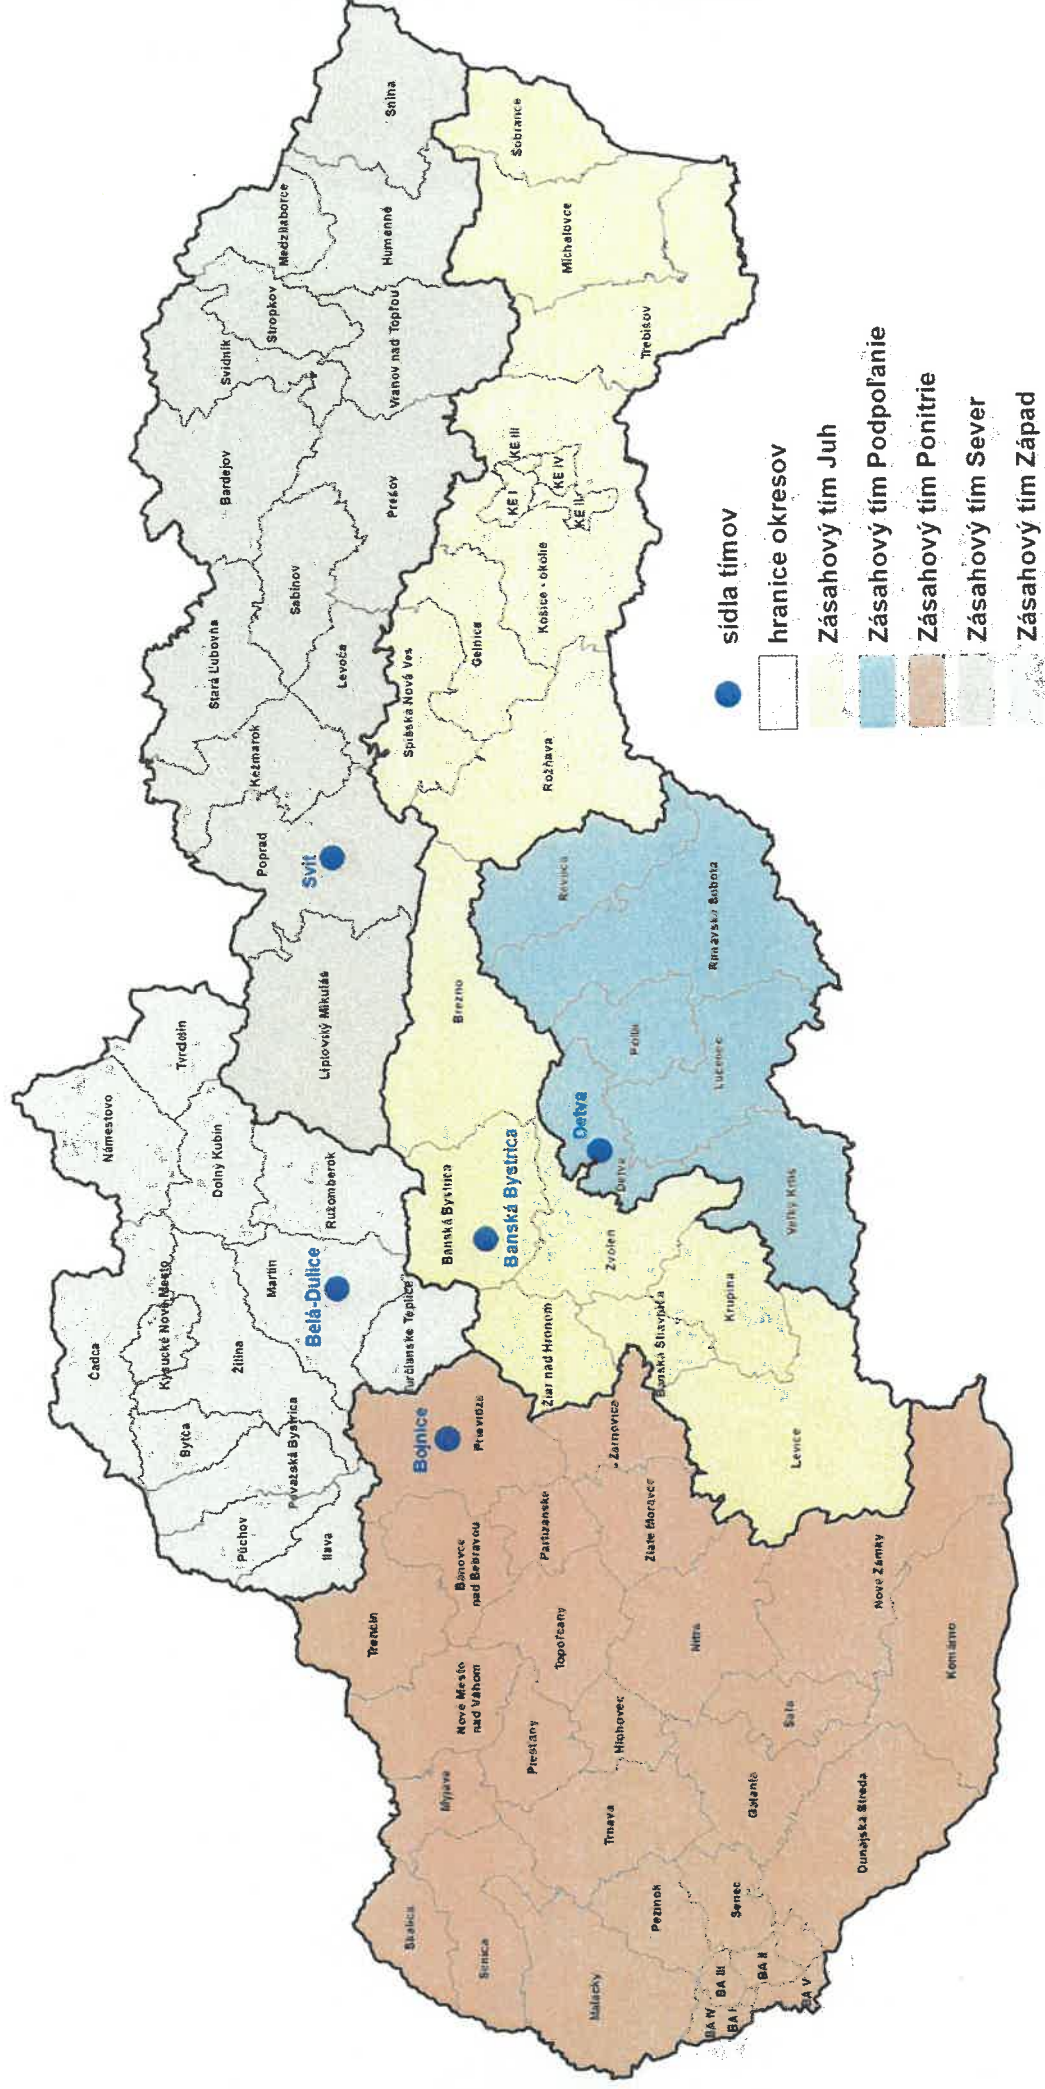 Snina
Sobrance
Medzilaborce
Humenné
Michalovce
Stropkov
Svidník
Vranov nad Topľou
Trebišov
Bardejov
Prešov
KE III
KE IV
KE I
KE II
Sabinov
Košice - okolie
Stará Ľubovňa
Levoča
Gelnica
Spišská Nová Ves
Kežmarok
Rožňava
Poprad
Svit
Revúca
Rimavská Sobota
Liptovský Mikuláš
Brezno
Poltár
Lučenec
Tvrdošín
Námestovo
Dolný Kubín
Ružomberok
Banská Bystrica
Banská Bystrica
Detva
Detva
Veľký Krtíš
Zvolen
Krupina
Čadca
Kysucké Nové Mesto
Martin
Belá-Dulice
Žilina
Turčianske Teplice
Žiar nad Hronom
Banská Štiavnica
Bytča
Považská Bystrica
Bojnice
Prievidza
Žarnovica
Levice
Púchov
Ilava
Bánovce
nad Bebravou
Partizánske
Zlaté Moravce
Nové Zámky
Trenčín
Topoľčany
Nitra
Komárno
Nové Mesto
nad Váhom
Piešťany
Hlohovec
Šaľa
Myjava
Trnava
Galanta
Dunajská Streda
Skalica
Senica
Pezinok
Senec
Malacky
BA III
BA II
BA IV
BA I
BA V
sídla tímov
hranice okresov
Zásahový tím Juh
Zásahový tím Podpoľanie
Zásahový tím Ponitrie
Zásahový tím Sever
Zásahový tím Západ